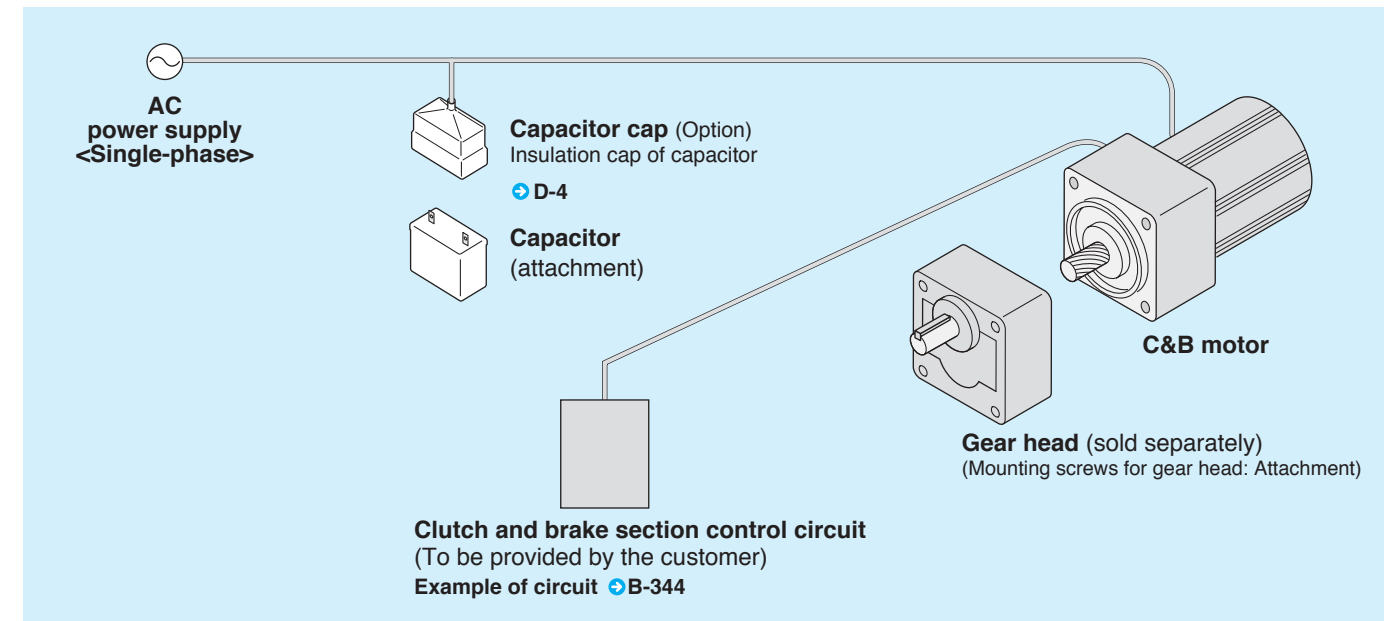 AC
power supply
<Single-phase>
Capacitor cap (Option)
Insulation cap of capacitor
D-4
Capacitor
(attachment)
C&B motor
Gear head (sold separately)
(Mounting screws for gear head: Attachment)
Clutch and brake section control circuit
(To be provided by the customer)
Example of circuit B-344